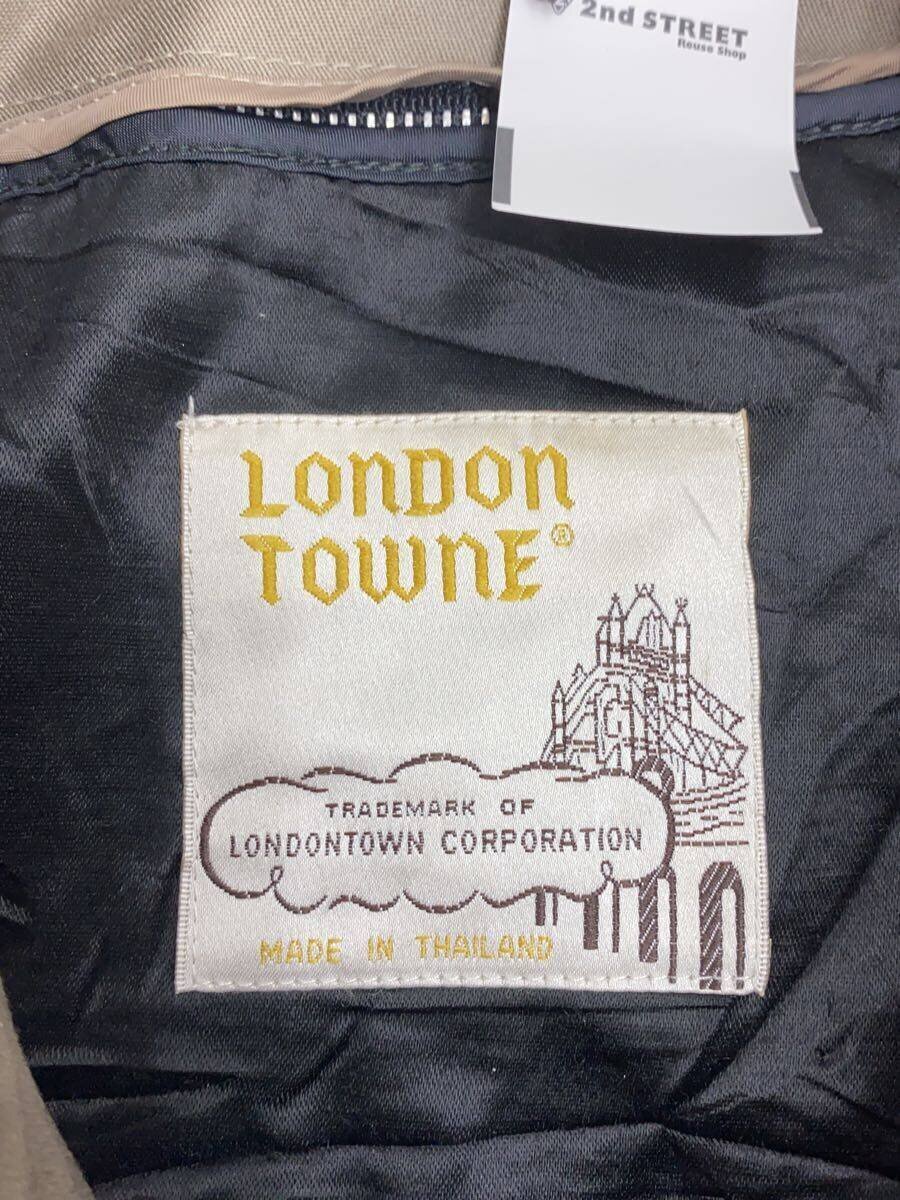 2nd STREET
Reuse Shop
LONDON
TOWNE®
TRADEMARK OF
LONDONTOWN CORPORATION
MADE IN THAILAND